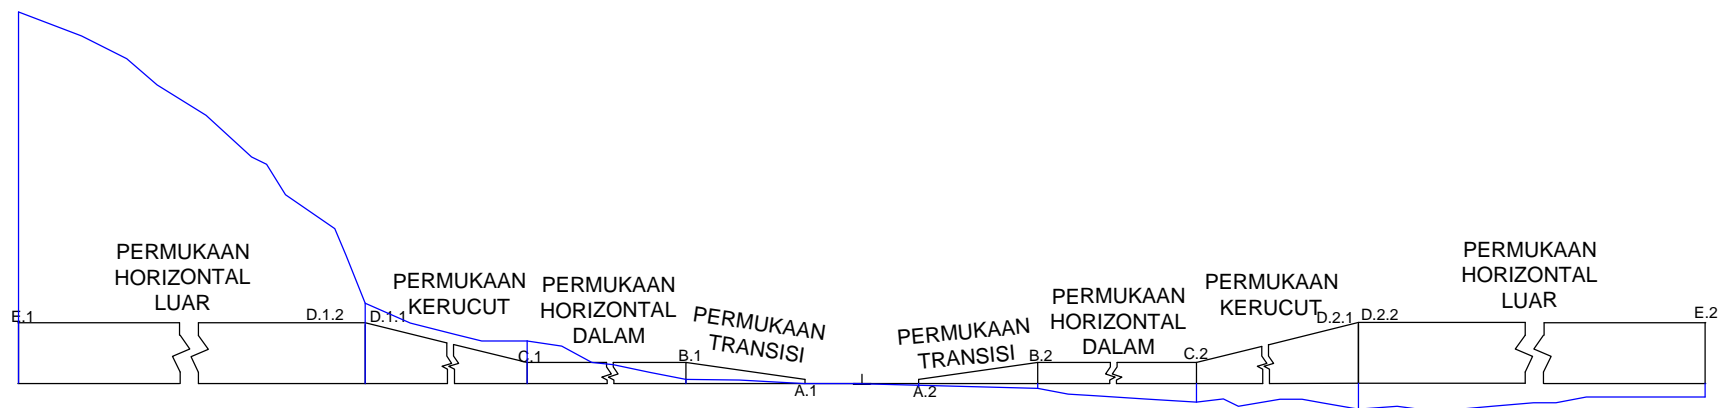 PERMUKAAN
HORIZONTAL
LUAR
PERMUKAAN
KERUCUT
PERMUKAAN
HORIZONTAL
DALAM
PERMUKAAN
TRANSISI
PERMUKAAN
TRANSISI
PERMUKAAN
HORIZONTAL
DALAM
PERMUKAAN
KERUCUT
PERMUKAAN
HORIZONTAL
LUAR
E.1
D.1.2
D.1.1
C.1
B.1
A.1
A.2
B.2
C.2
D.2.1
D.2.2
E.2